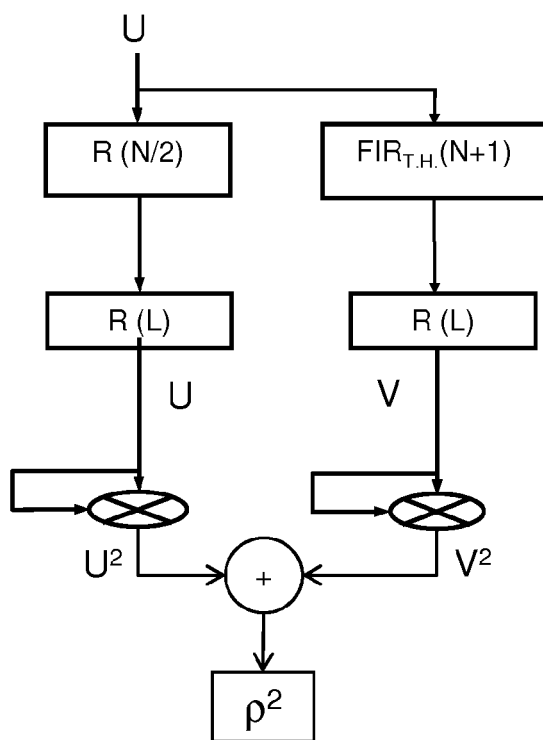 U
R (N/2)
FIR_T.H.(N+1)
R (L)
R (L)
U
V
U²
V²
+
ρ²